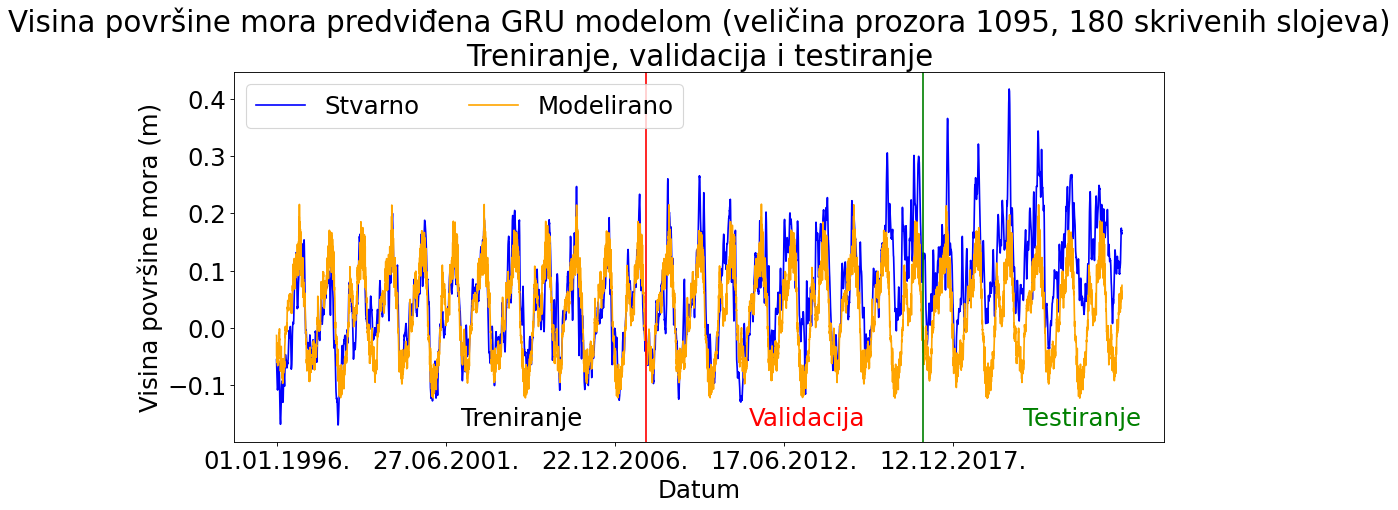 Visina površine mora predviđena GRU modelom (veličina prozora 1095, 180 skrivenih slojeva)
Treniranje, validacija i testiranje
Stvarno
Modelirano
Visina površine mora (m)
0.4
0.3
0.2
0.1
0.0
−0.1
Treniranje
Validacija
Testiranje
01.01.1996.
27.06.2001.
22.12.2006.
17.06.2012.
12.12.2017.
Datum